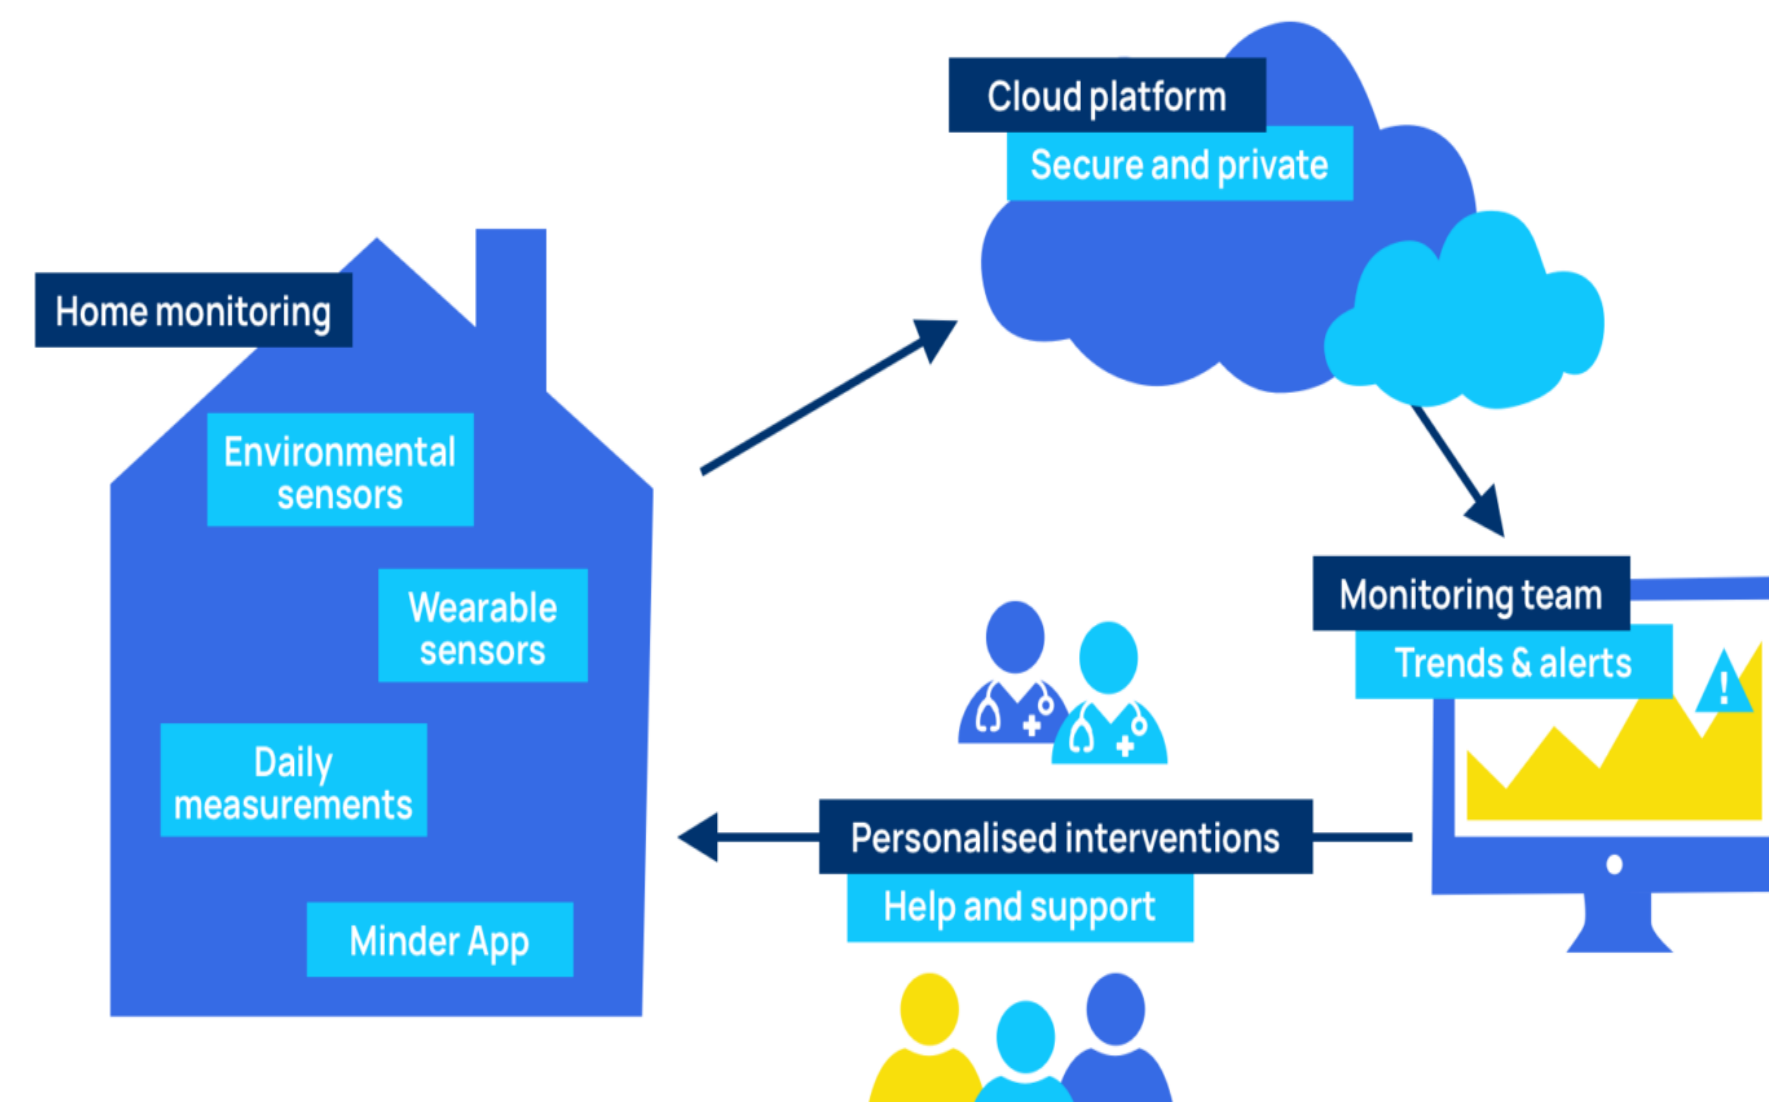 Cloud platform
Secure and private
Home monitoring
Environmental
sensors
Wearable
sensors
Daily
measurements
Minder App
Monitoring team
Trends & alerts
!
Personalised interventions
Help and support